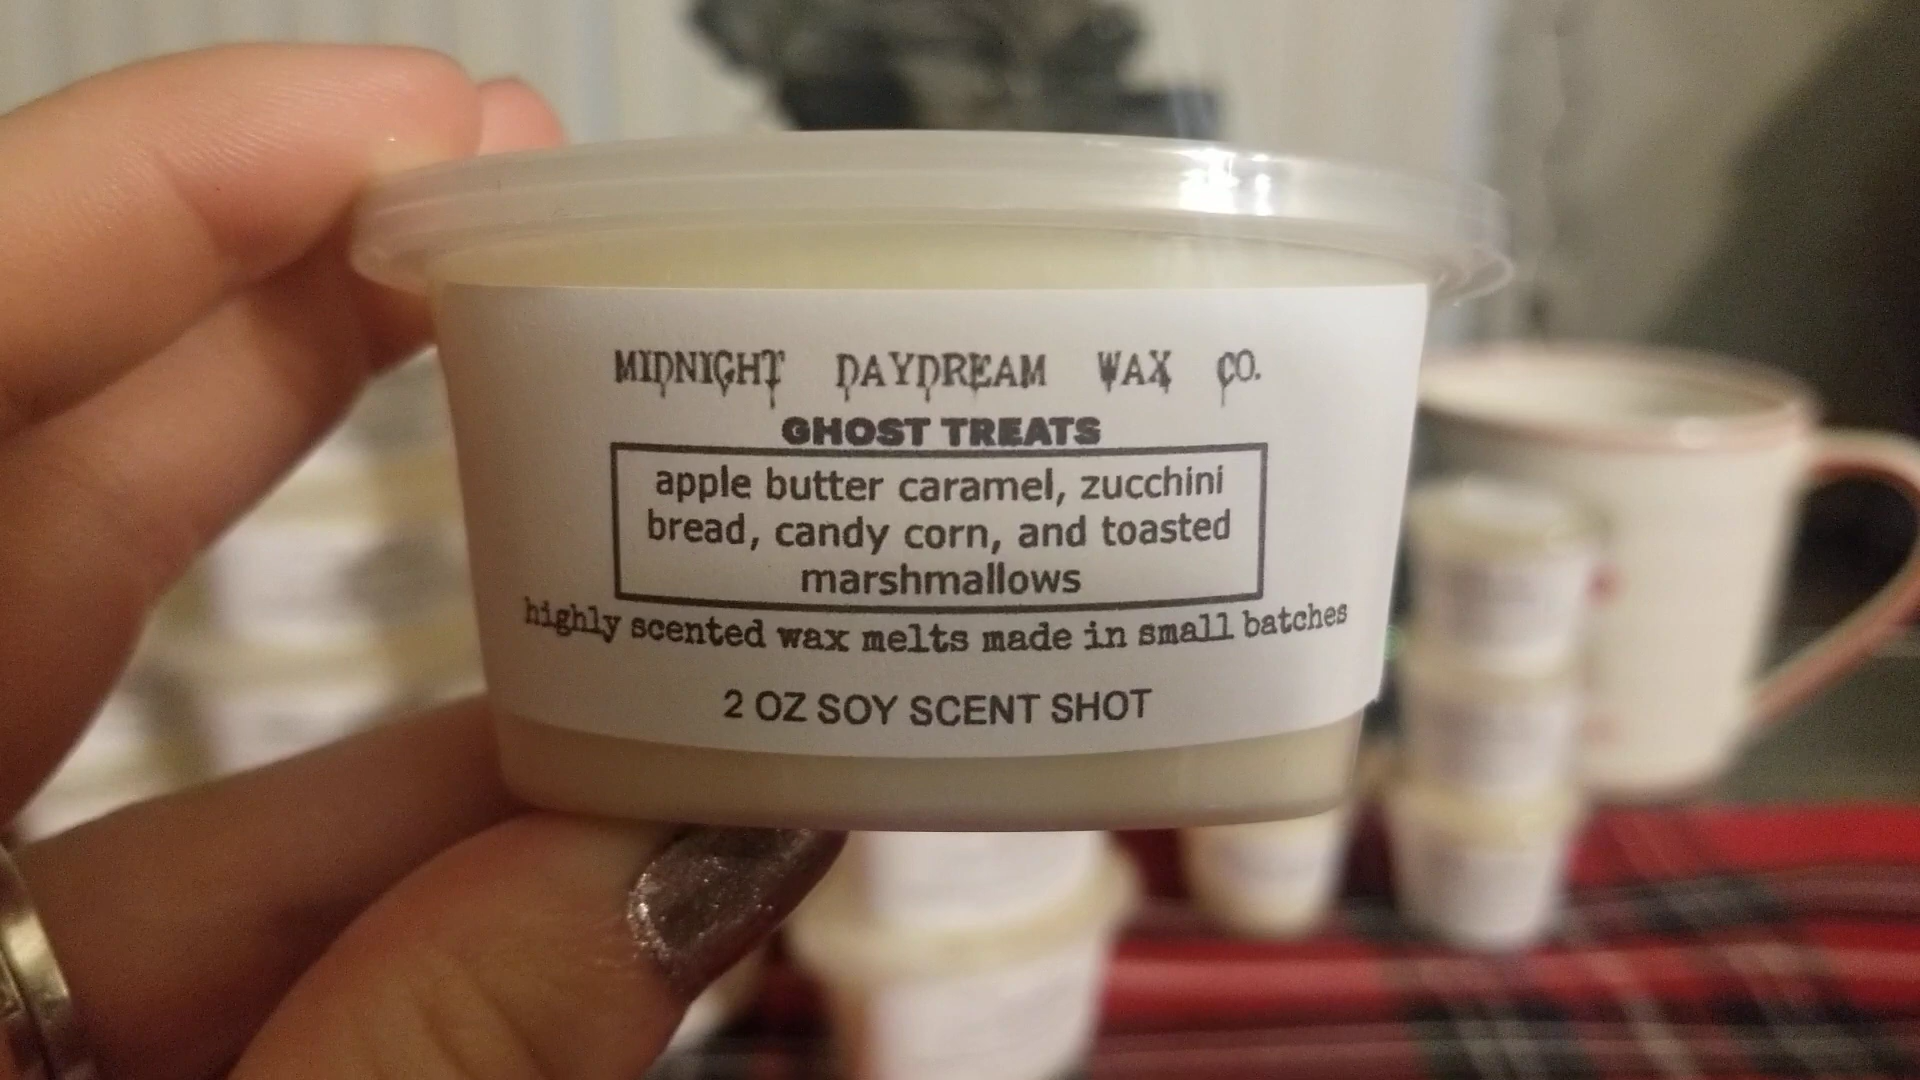 MIDNIGHT DAYDREAM WAX CO.
GHOST TREATS
apple butter caramel, zucchini
bread, candy corn, and toasted
marshmallows
highly scented wax melts made in small batches
2 OZ SOY SCENT SHOT